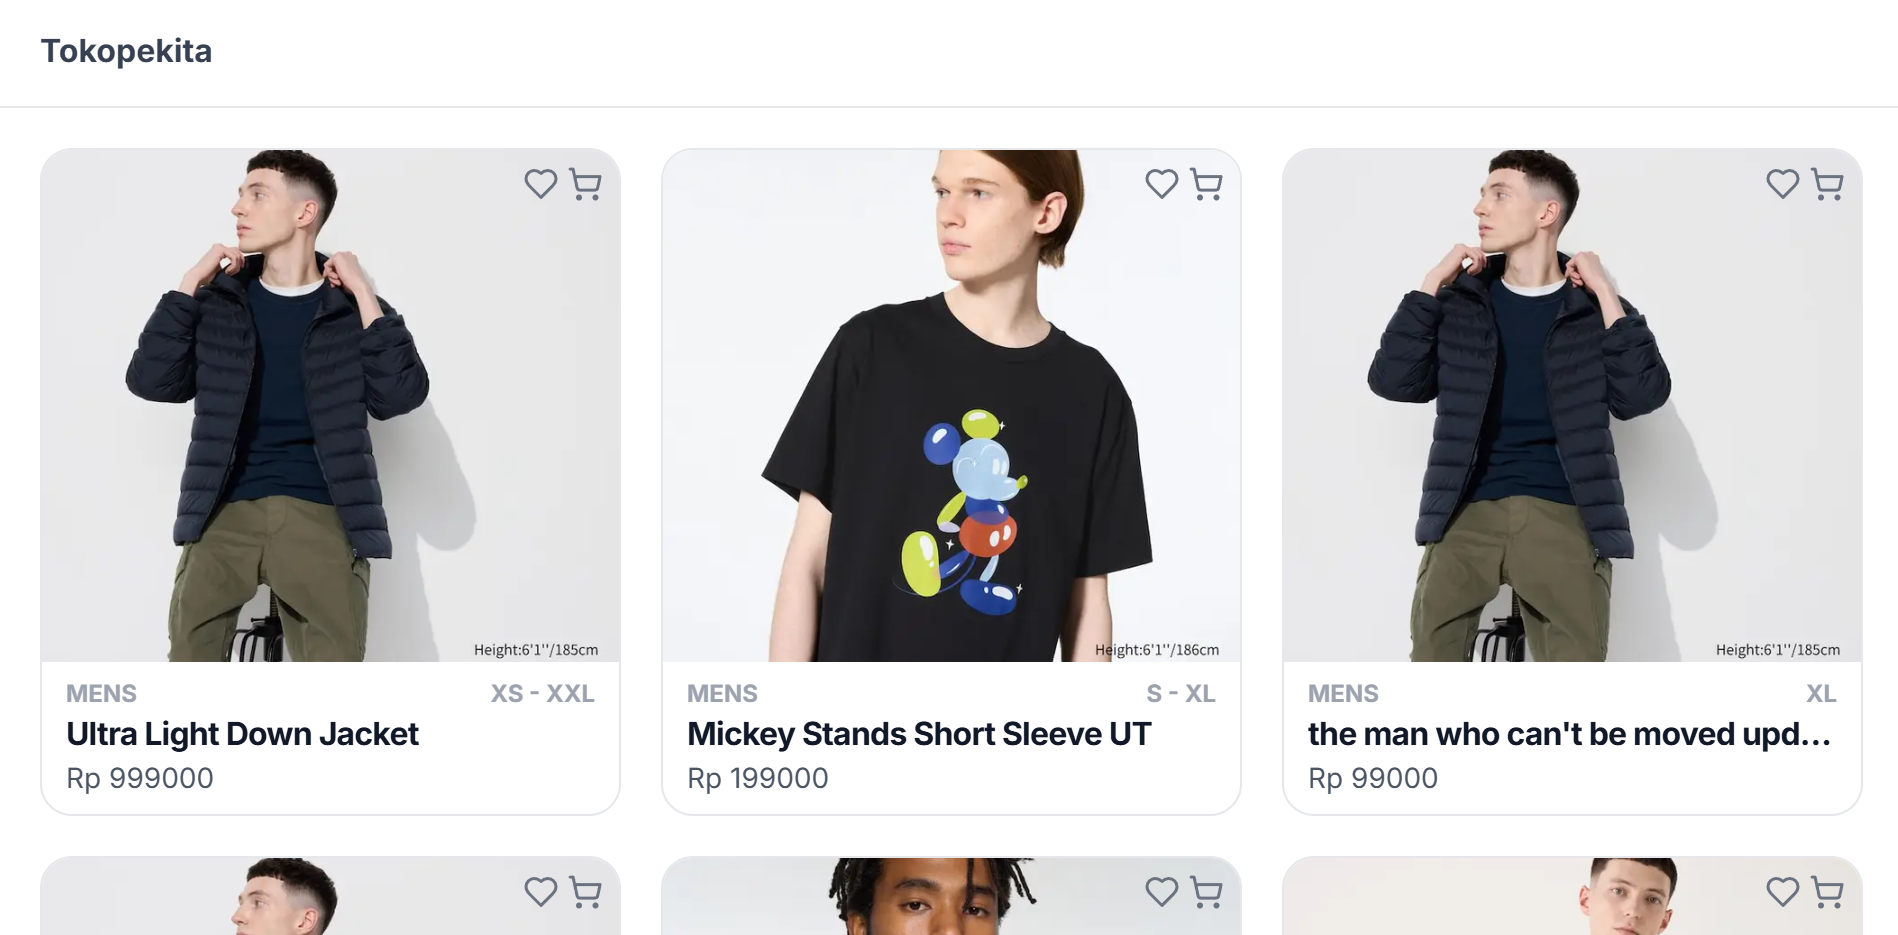 Tokopekita
Height:6'1''/185cm
MENS XS - XXL
Ultra Light Down Jacket
Rp 999000
Height:6'1''/186cm
MENS S - XL
Mickey Stands Short Sleeve UT
Rp 199000
Height:6'1''/185cm
MENS XL
the man who can't be moved upd...
Rp 99000